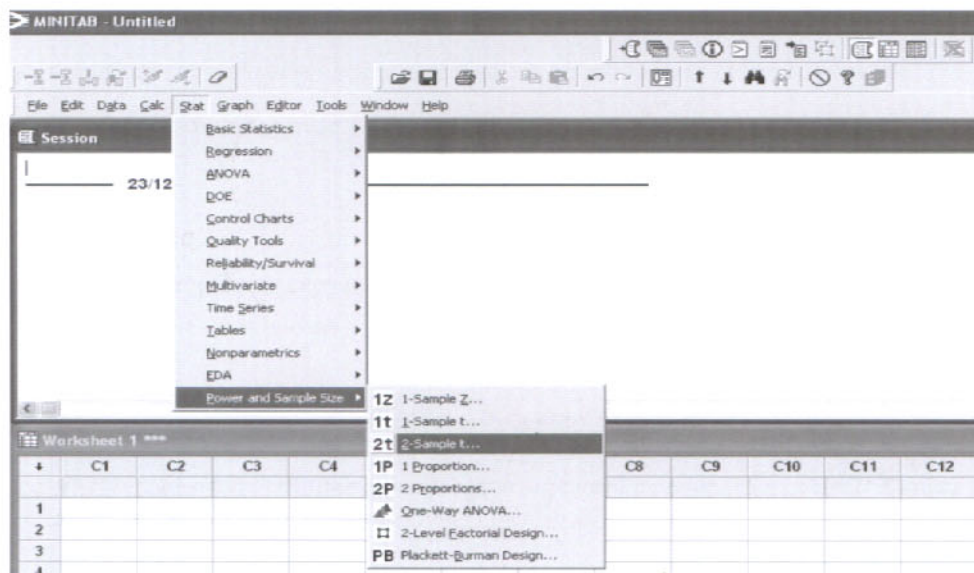 MINITAB - Untitled
File Edit Data Calc Stat Graph Editor Tools Window Help
Session
23/12
Basic Statistics
Regression
ANOVA
DOE
Control Charts
Quality Tools
Reliability/Survival
Multivariate
Time Series
Tables
Nonparametrics
EDA
Power and Sample Size
1Z 1-Sample Z...
1t 1-Sample t...
2t 2-Sample t...
1P 1 Proportion...
2P 2 Proportions...
One-Way ANOVA...
2-Level Factorial Design...
PB Plackett-Burman Design...
Worksheet 1 ***
C1 C2 C3 C4 C8 C9 C10 C11 C12
1
2
3
4